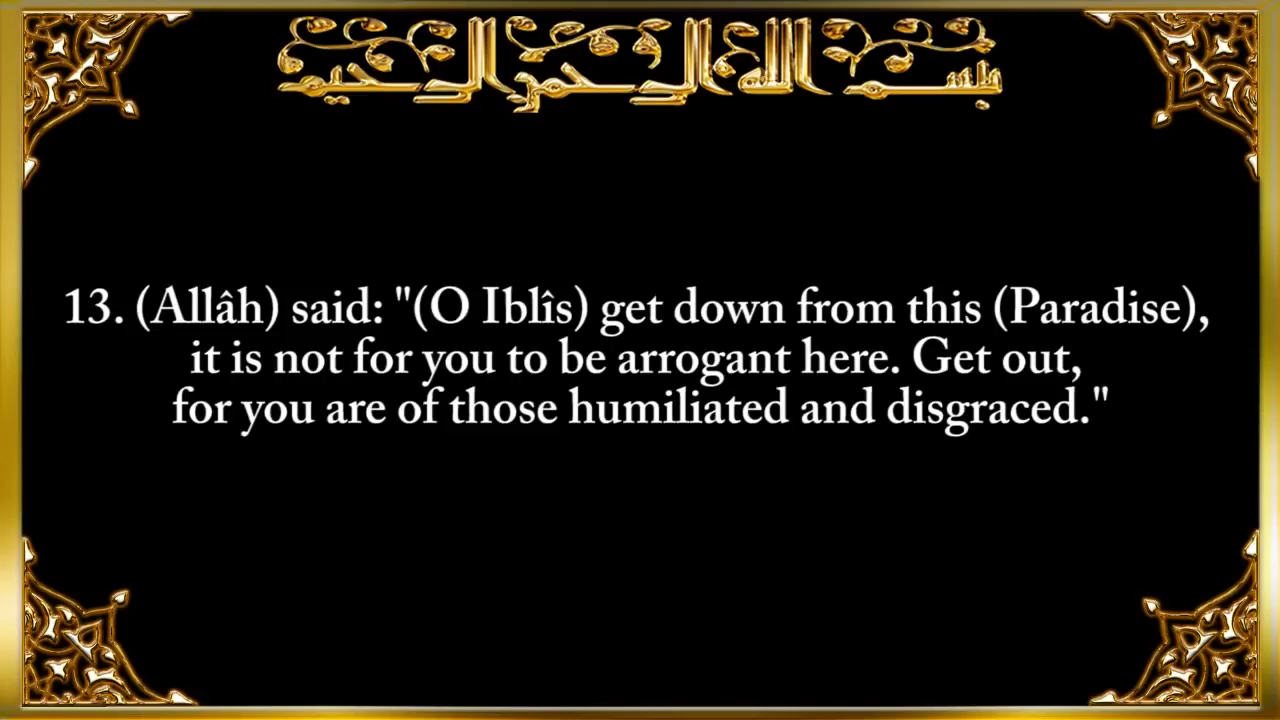 بسم الله الرحمن الرحيم
13. (Allâh) said: "(O Iblîs) get down from this (Paradise),
it is not for you to be arrogant here. Get out,
for you are of those humiliated and disgraced."